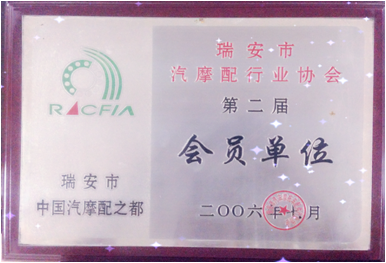 瑞安市
汽摩配行业协会
第二届
会员单位
RACFIA
瑞安市
中国汽摩配之都
二〇〇六年十月